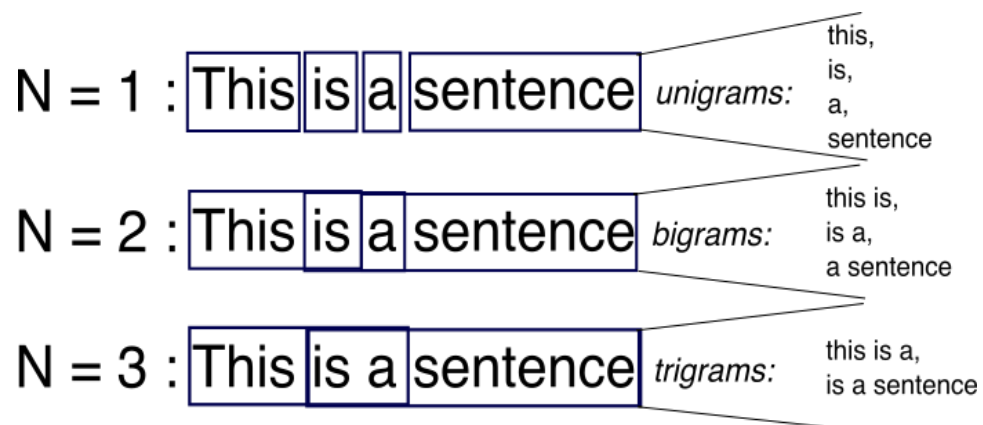 N = 1 : This is a sentence unigrams:
this,
is,
a,
sentence
N = 2 : This is a sentence bigrams:
this is,
is a,
a sentence
N = 3 : This is a sentence trigrams:
this is a,
is a sentence